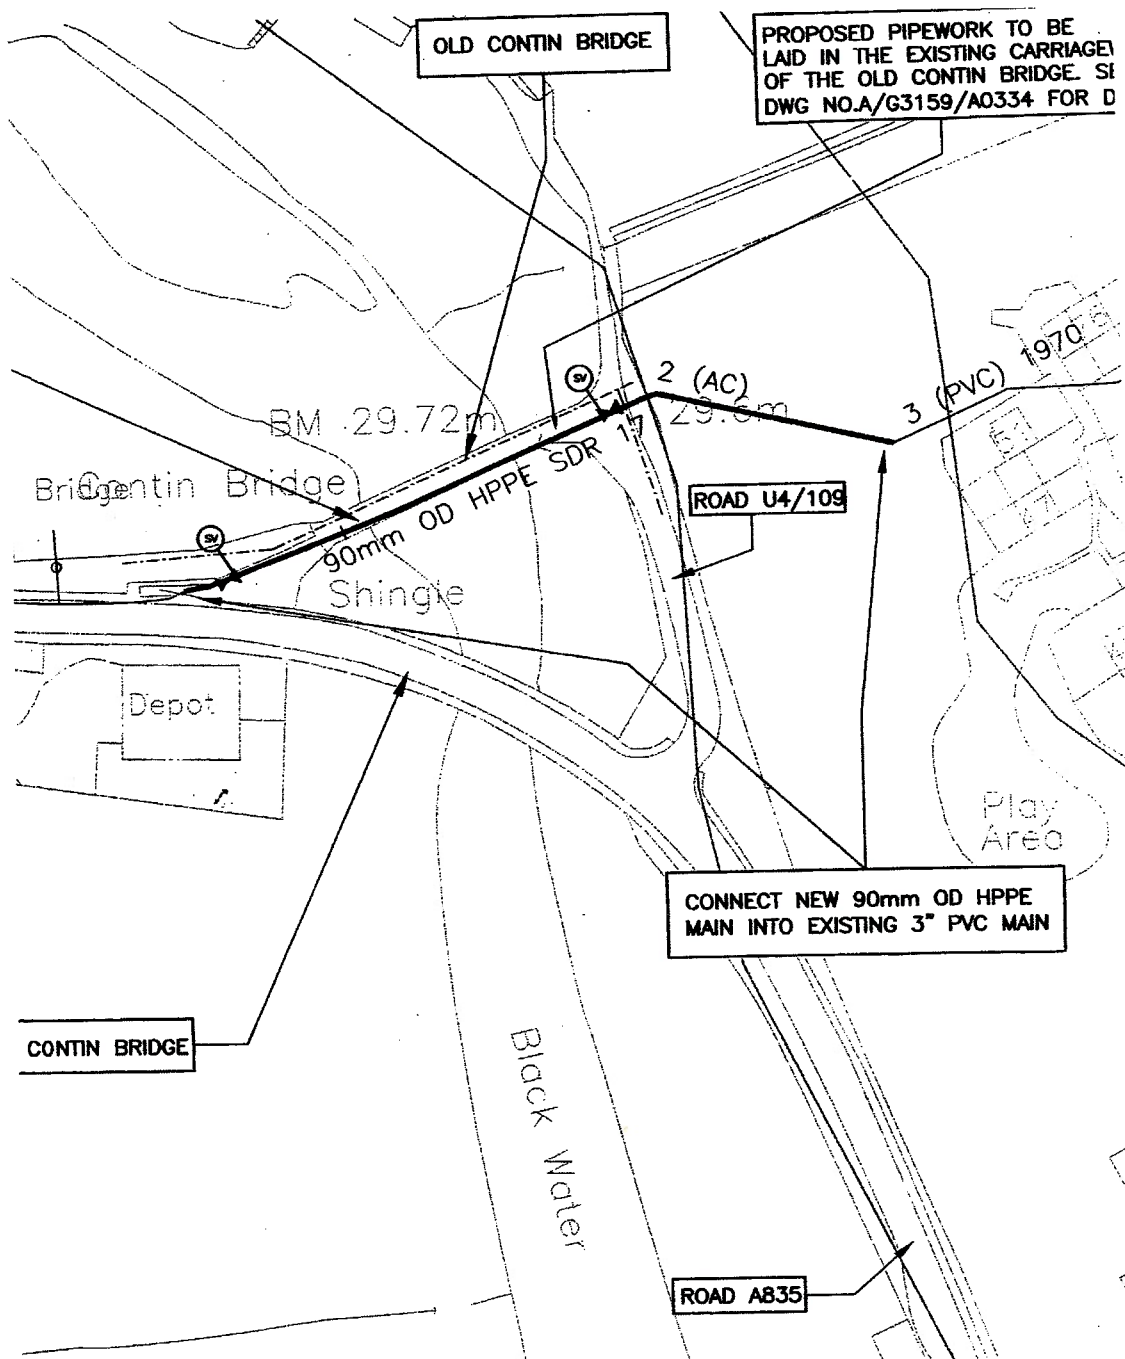 OLD CONTIN BRIDGE
PROPOSED PIPEWORK TO BE
LAID IN THE EXISTING
OF THE OLD CONTIN BRIDGE.
DWG NO.A/G3159/A0334 FOR
2 (AC)
3 (PVC) 1970
SV
BM 29.72m
29.6m
90mm OD HPPE SDR 17
Bridge
Contin Bridge
SV
ROAD U4/109
Shingle
Depot
Play
Area
CONNECT NEW 90mm OD HPPE
MAIN INTO EXISTING 3" PVC MAIN
CONTIN BRIDGE
Black Water
ROAD A835